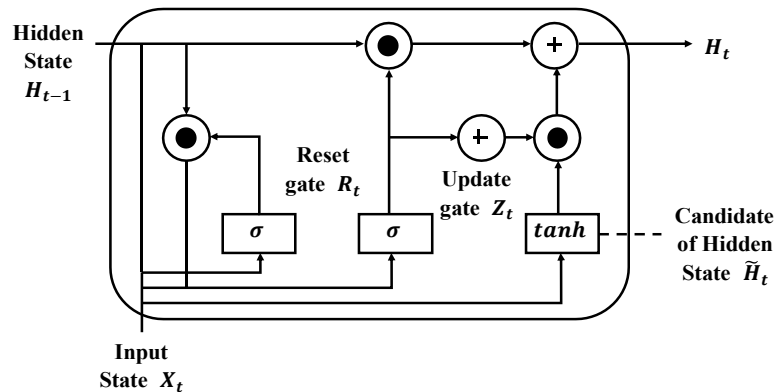 Hidden
State
H_{t-1}
H_t
Reset
gate R_t
Update
gate Z_t
σ
σ
tanh
Candidate
of Hidden
State H̃_t
Input
State X_t